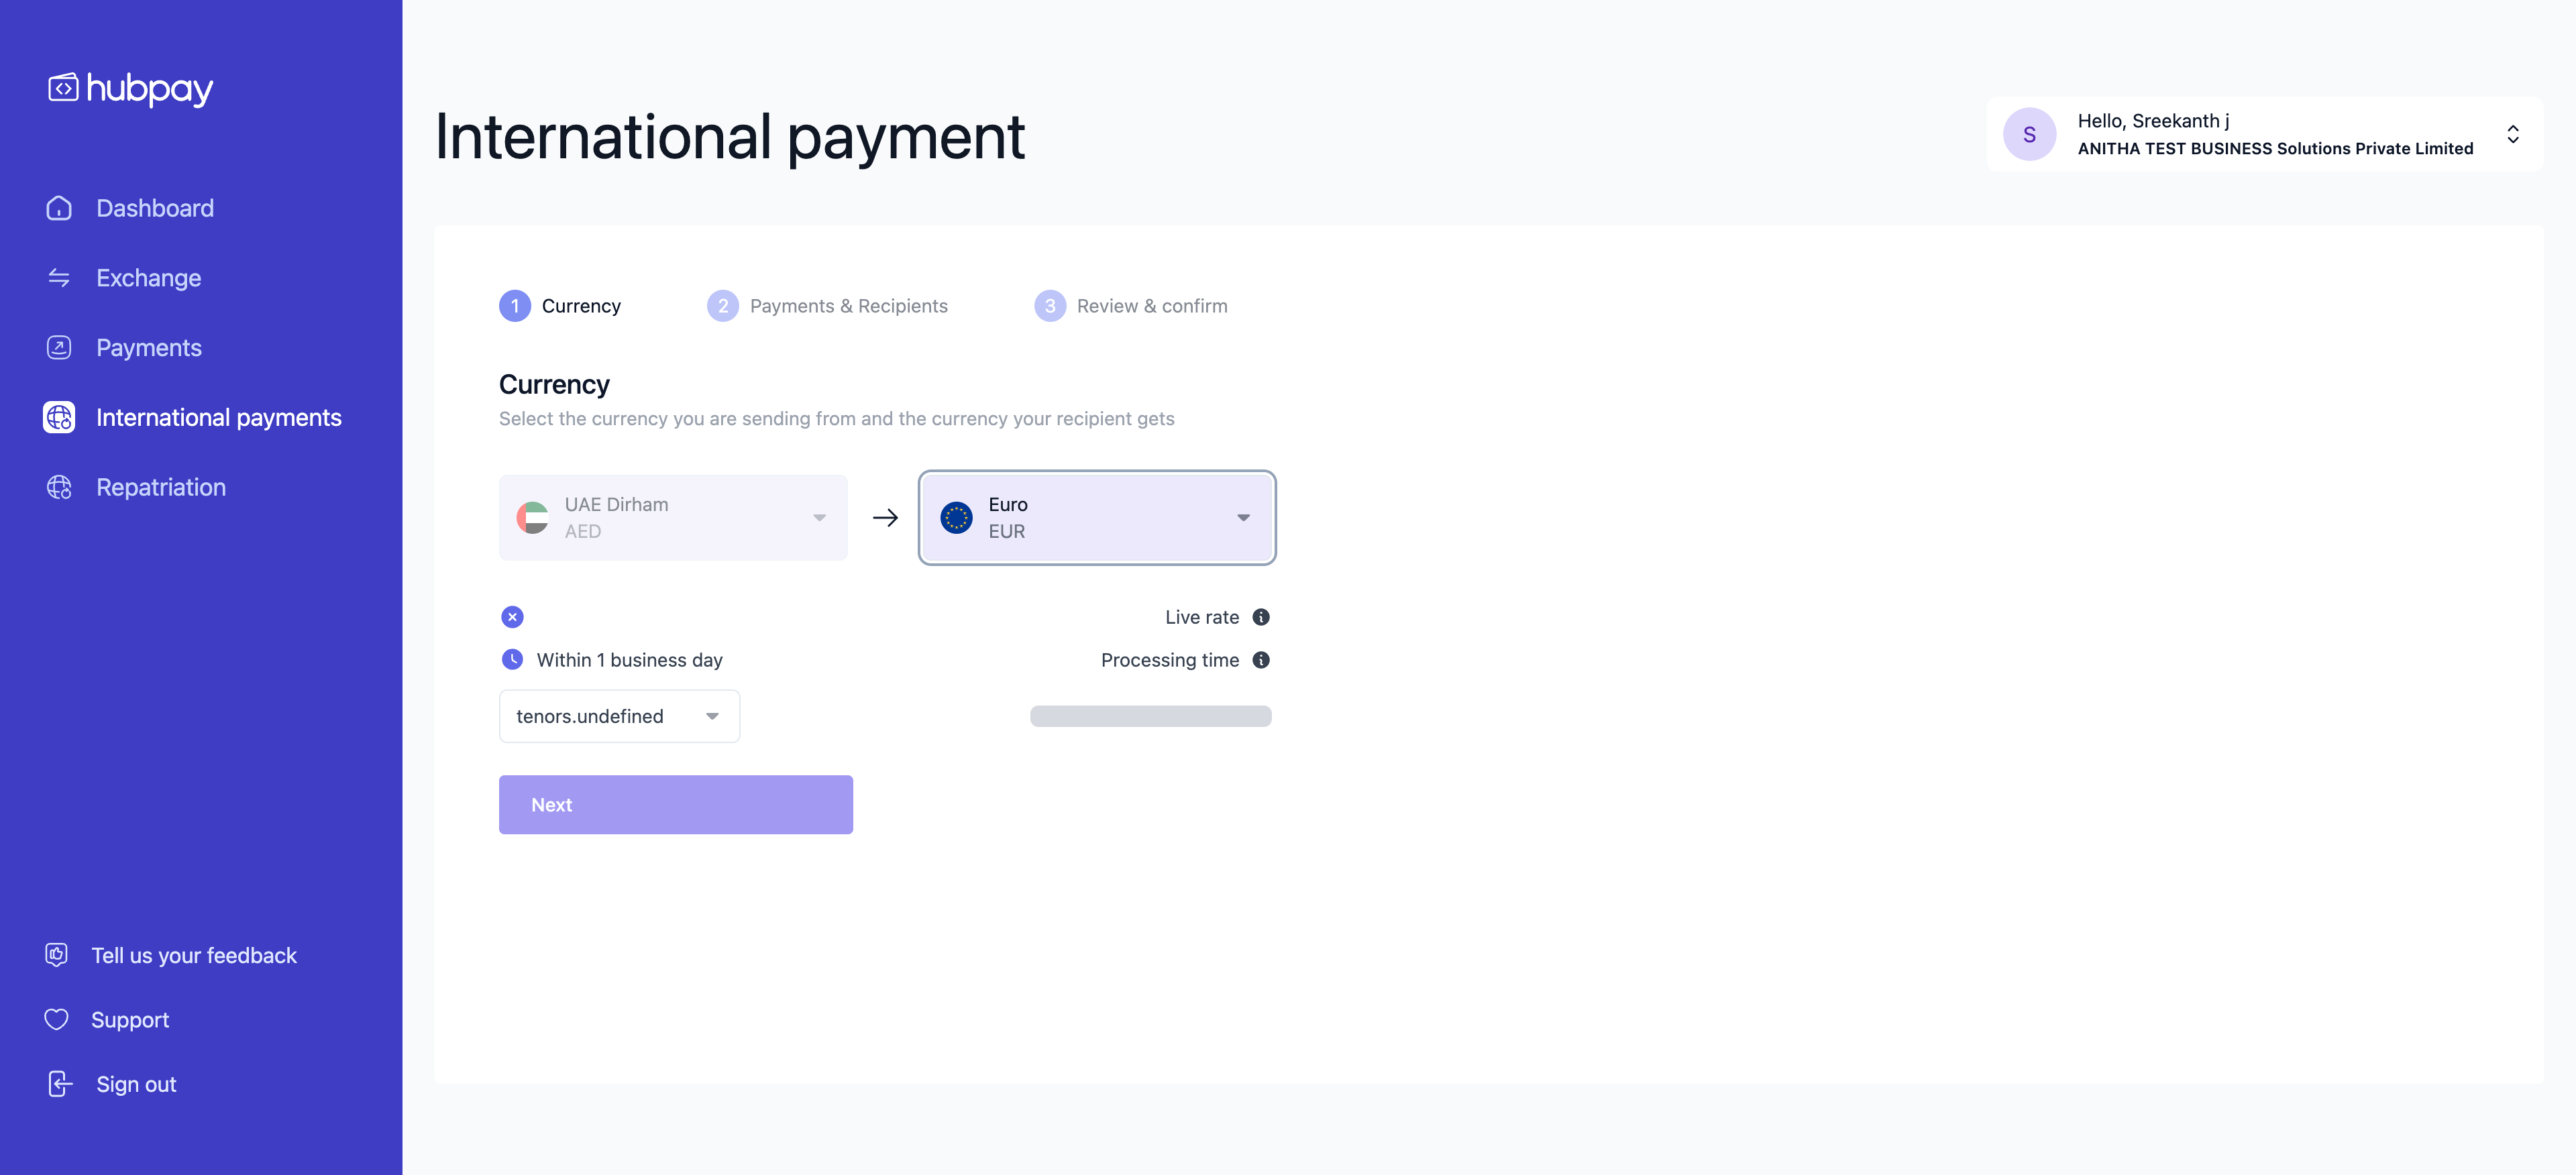 hubpay
Dashboard
Exchange
Payments
International payments
Repatriation
Tell us your feedback
Support
Sign out
International payment
S
Hello, Sreekanth j
ANITHA TEST BUSINESS Solutions Private Limited
1 Currency
2 Payments & Recipients
3 Review & confirm
Currency
Select the currency you are sending from and the currency your recipient gets
UAE Dirham
AED
Euro
EUR
Live rate
Within 1 business day
Processing time
tenors.undefined
Next